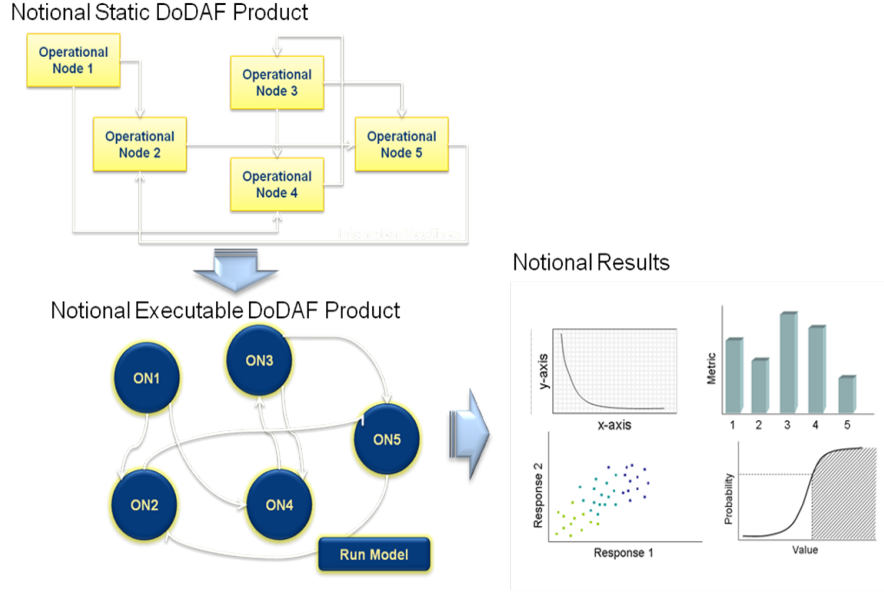 Notional Static DoDAF Product
Operational
Node 1
Operational
Node 3
Operational
Node 2
Operational
Node 5
Operational
Node 4
Notional Executable DoDAF Product
ON1
ON3
ON5
ON2
ON4
Run Model
Notional Results
y-axis
x-axis
Metric
1 2 3 4 5
Response 2
Response 1
Probability
Value